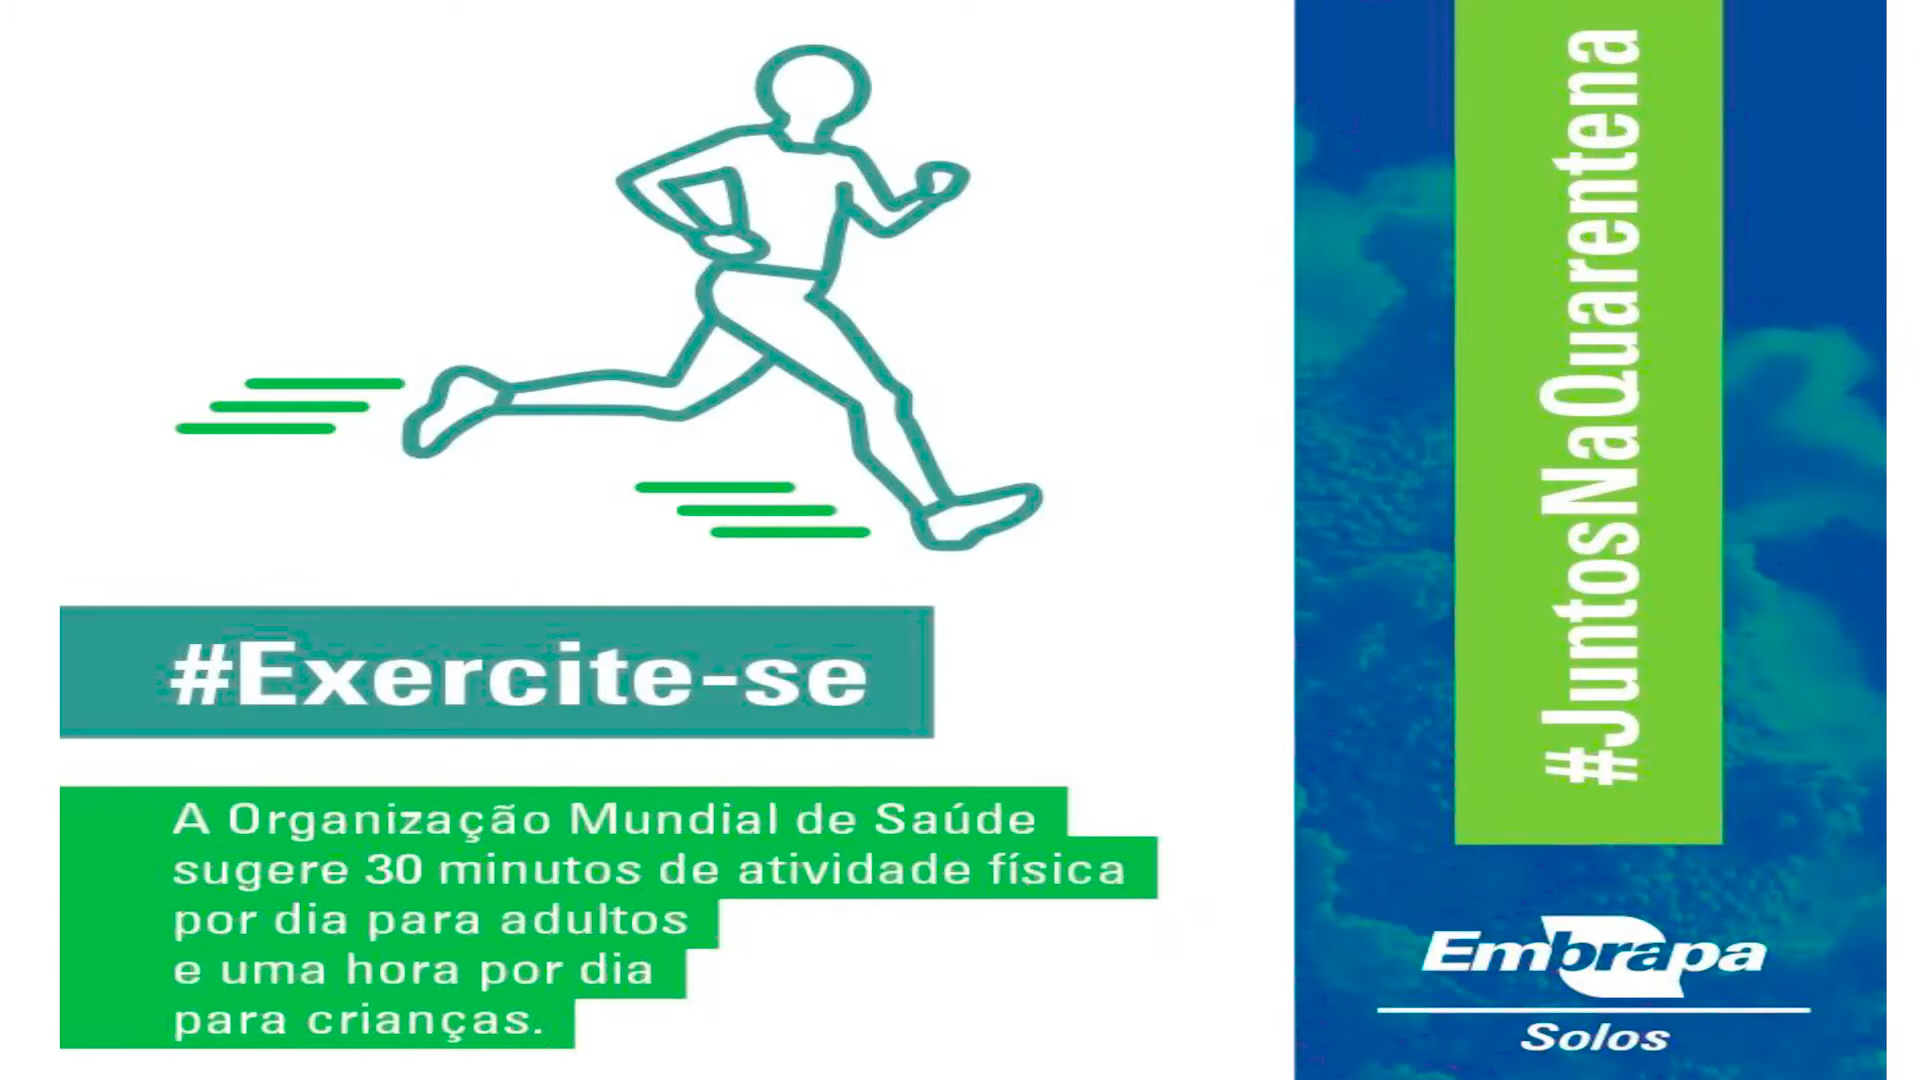 #Exercite-se
A Organização Mundial de Saúde
sugere 30 minutos de atividade física
por dia para adultos
e uma hora por dia
para crianças.
#JuntosNaQuarentena
Embrapa
Solos